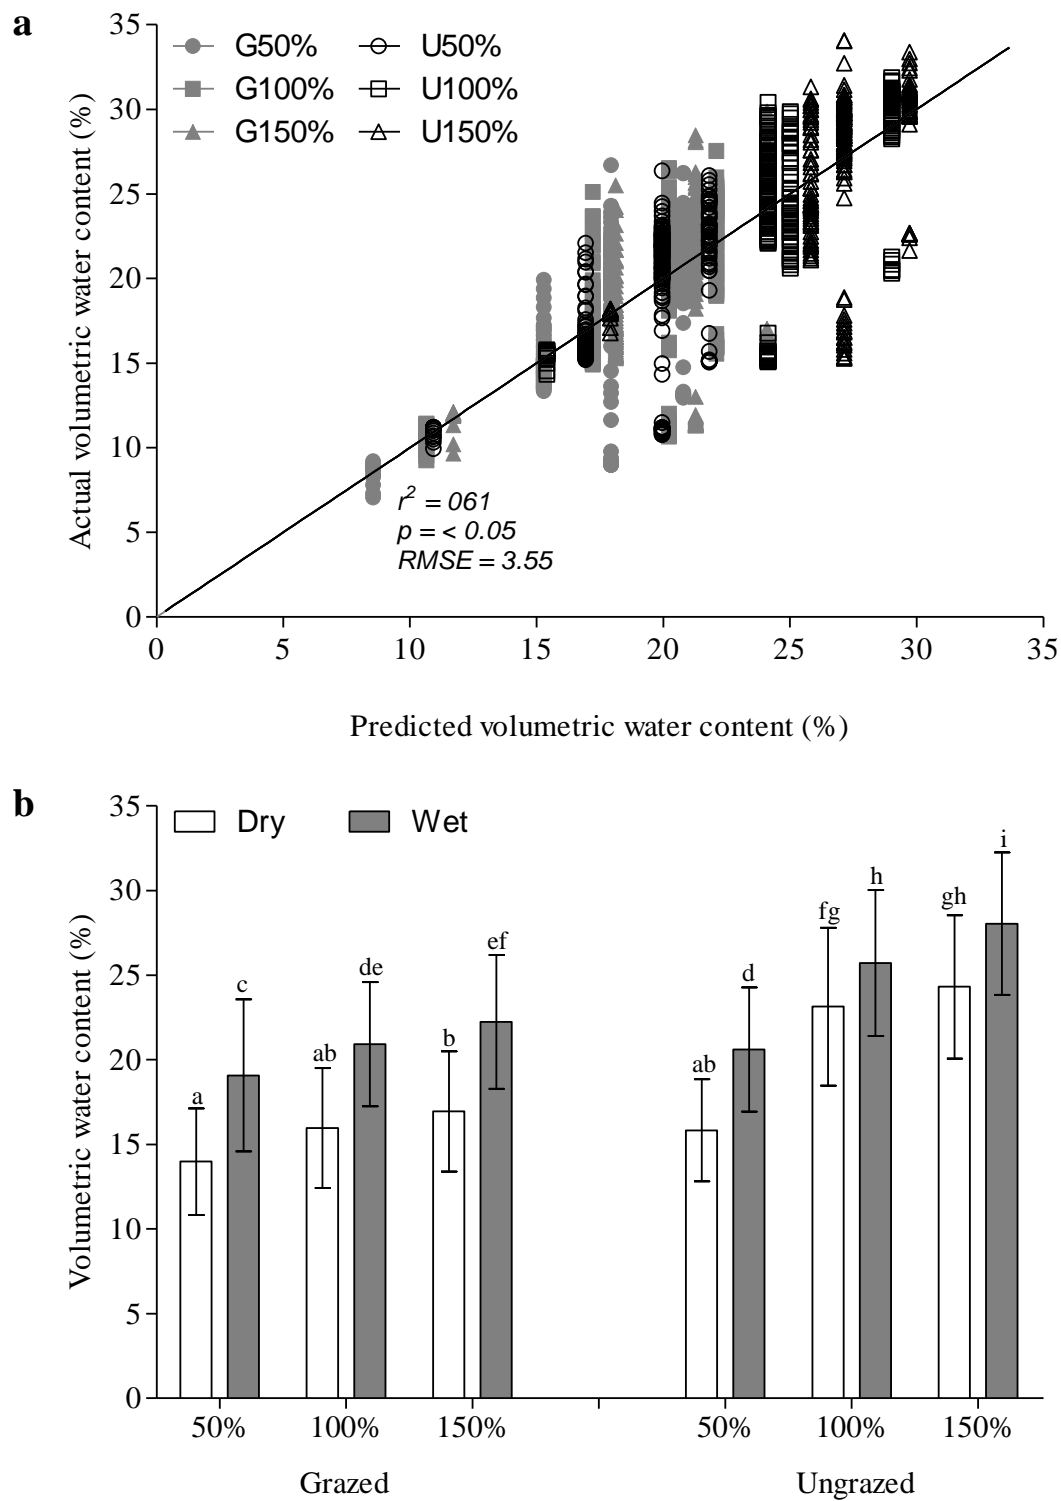 a
Actual volumetric water content (%)
35
30
25
20
15
10
5
0
G50% U50%
G100% U100%
G150% U150%
r² = 061
p = < 0.05
RMSE = 3.55
0 5 10 15 20 25 30 35
Predicted volumetric water content (%)
b
Volumetric water content (%)
35
30
25
20
15
10
5
0
Dry Wet
a c ab de b ef ab d fg h gh i
50% 100% 150% 50% 100% 150%
Grazed Ungrazed